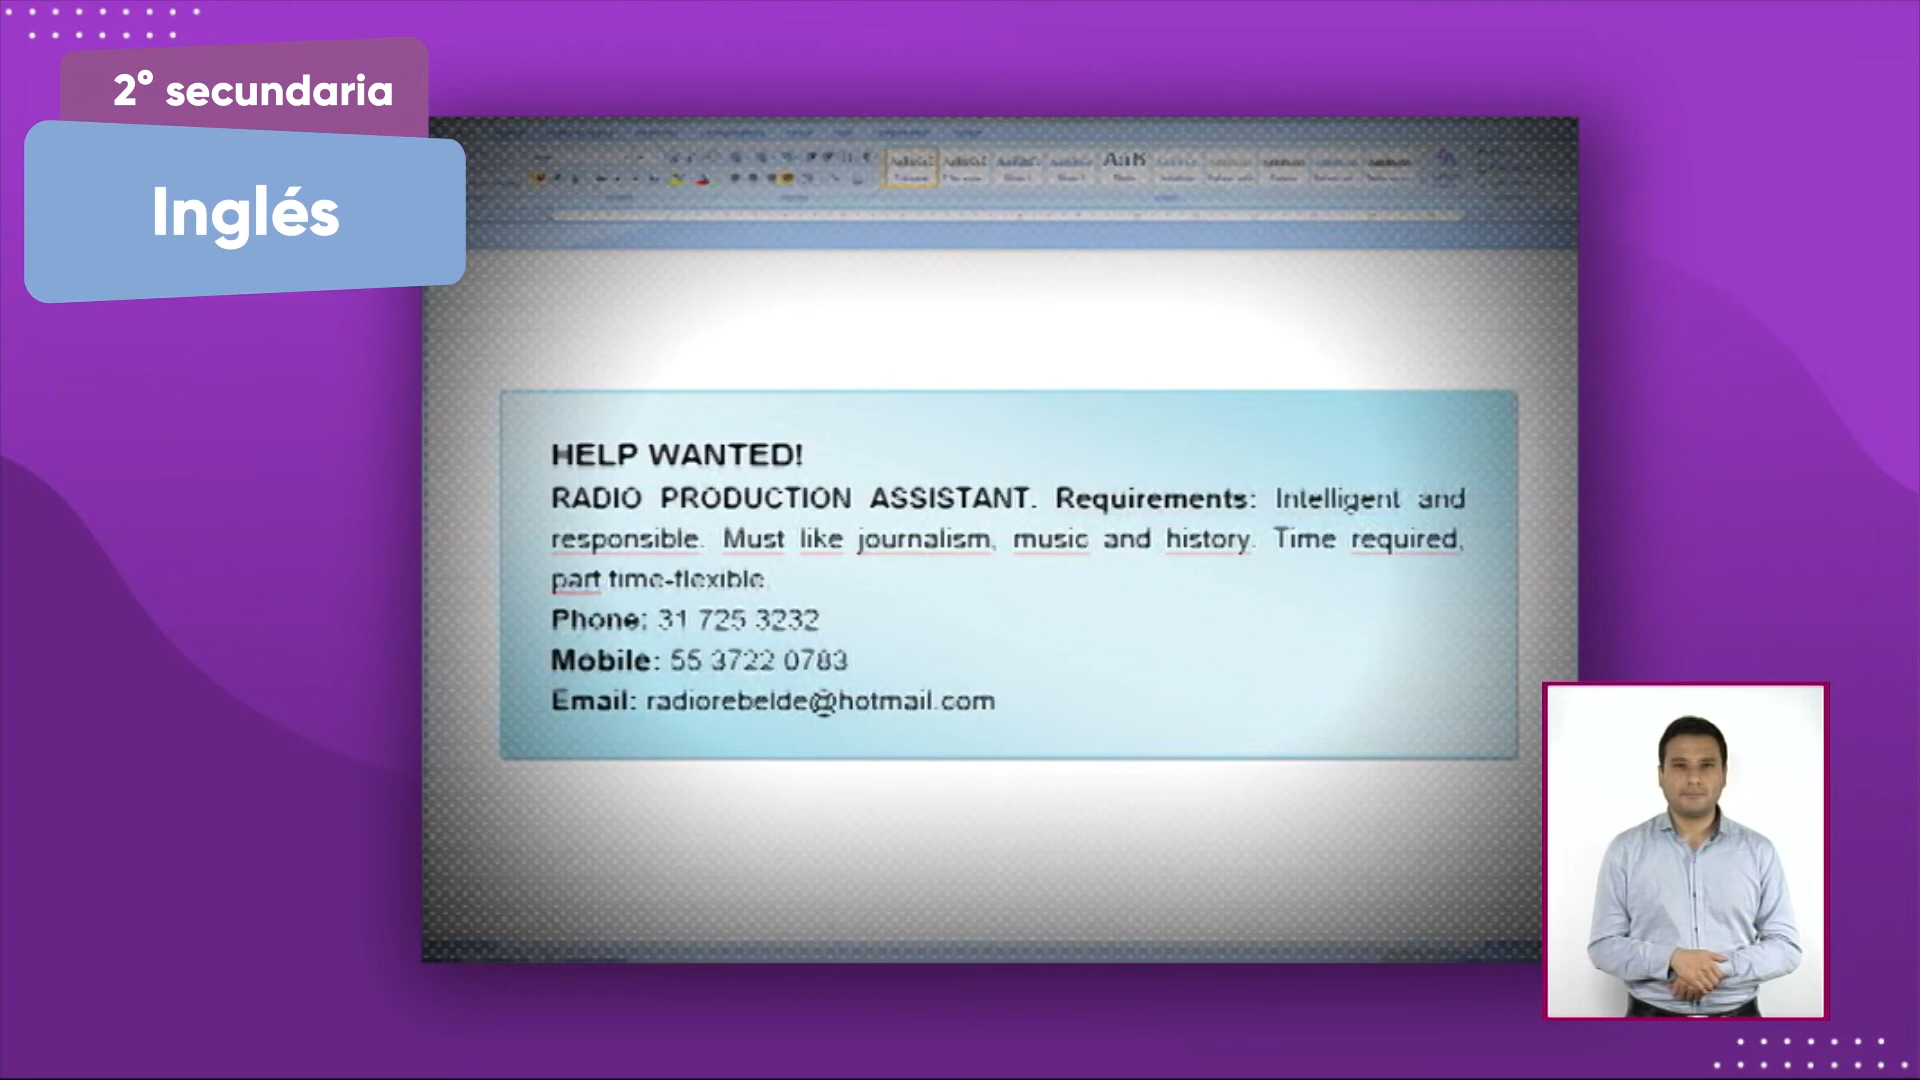 2° secundaria
Inglés
HELP WANTED!
RADIO PRODUCTION ASSISTANT. Requirements: Intelligent and
responsible. Must like journalism, music and history. Time required,
part time-flexible.
Phone: 31 725 3232
Mobile: 55 3722 0783
Email: radiorebelde@hotmail.com